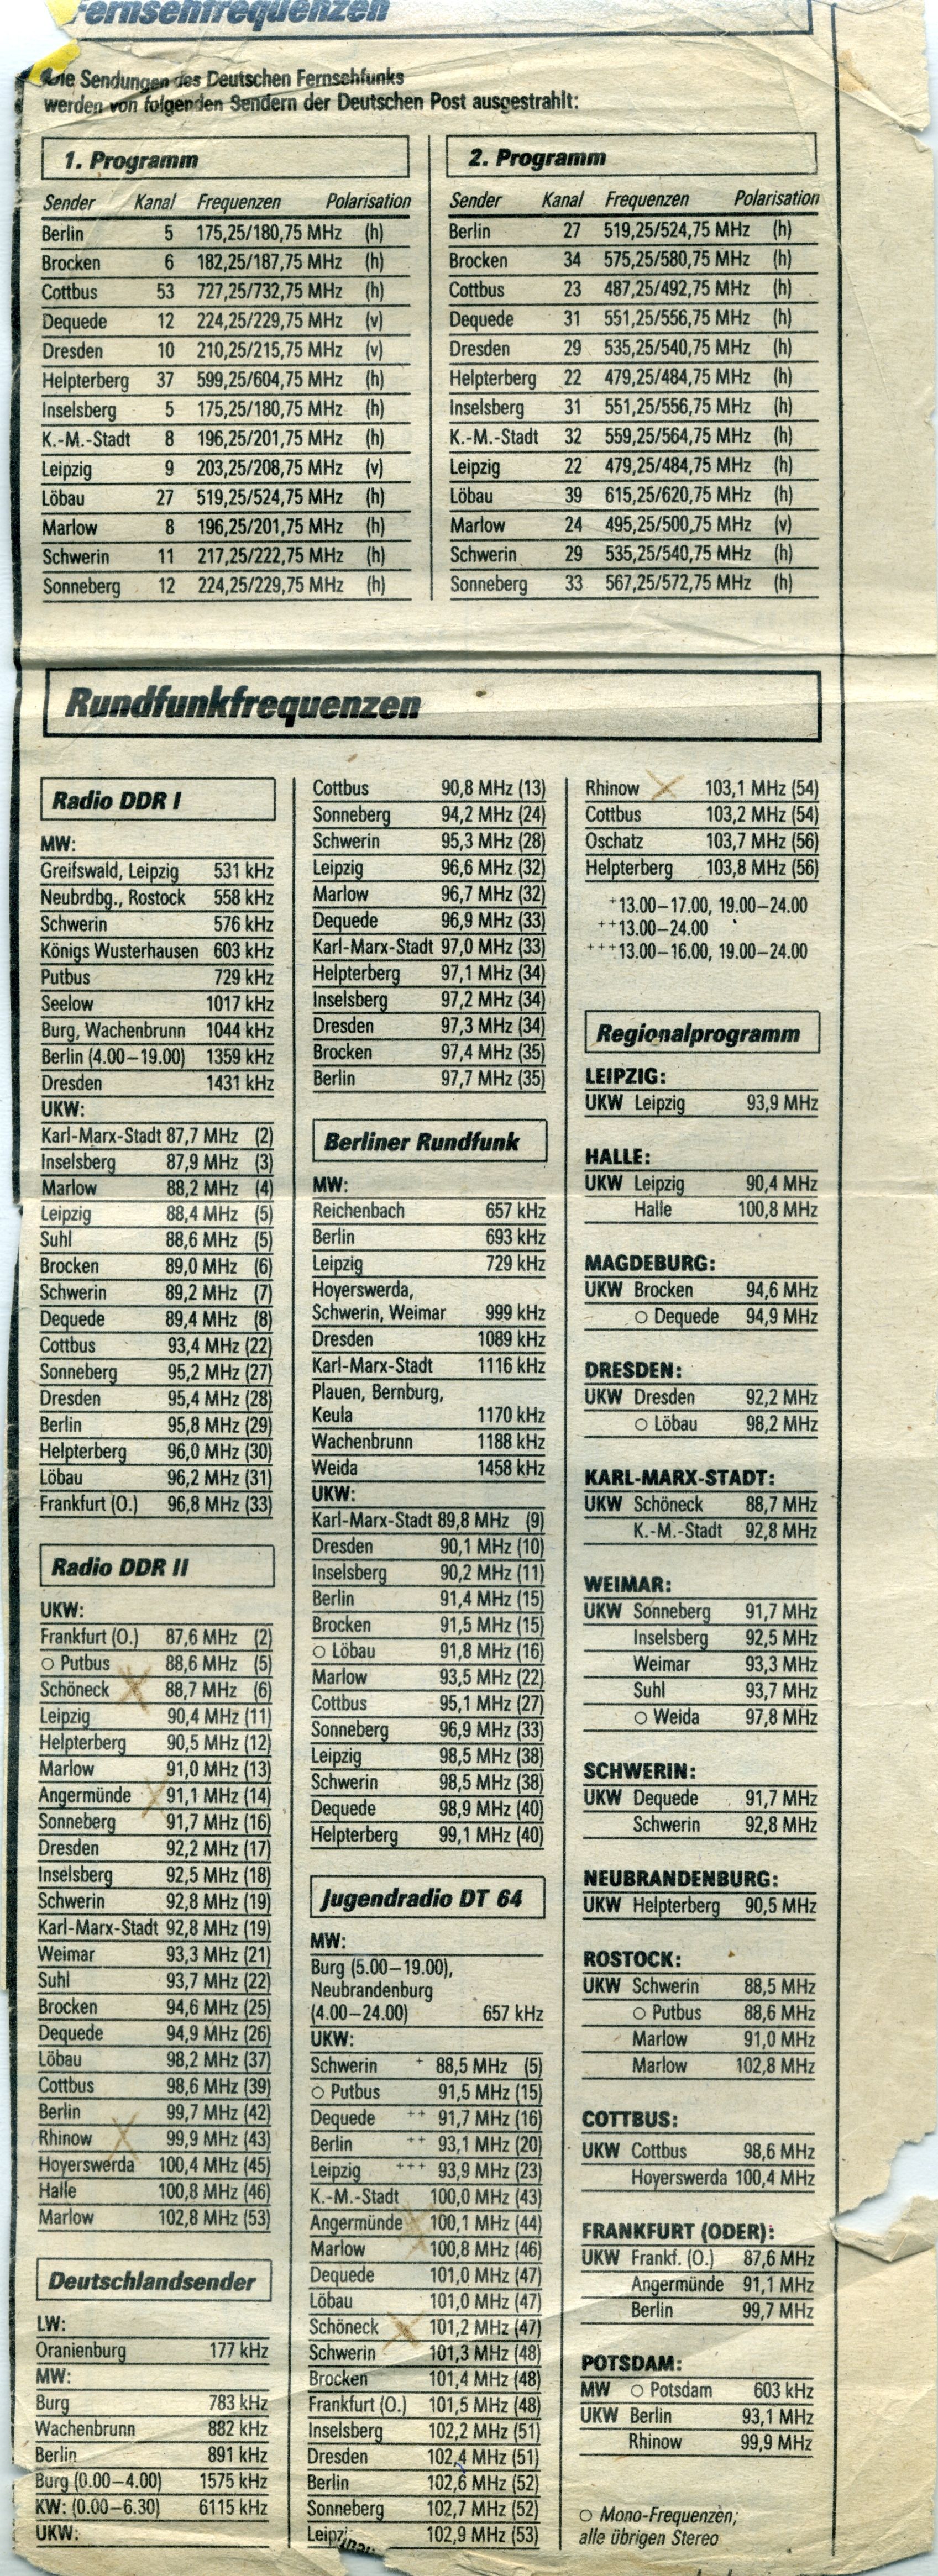 Fernsehfrequenzen
Die Sendungen des Deutschen Fernsehfunks
werden von folgenden Sendern der Deutschen Post ausgestrahlt:
1. Programm
Sender Kanal Frequenzen Polarisation
Berlin 5 175,25/180,75 MHz (h)
Brocken 6 182,25/187,75 MHz (h)
Cottbus 53 727,25/732,75 MHz (h)
Dequede 12 224,25/229,75 MHz (v)
Dresden 10 210,25/215,75 MHz (v)
Helpterberg 37 599,25/604,75 MHz (h)
Inselsberg 5 175,25/180,75 MHz (h)
K.-M.-Stadt 8 196,25/201,75 MHz (h)
Leipzig 9 203,25/208,75 MHz (v)
Löbau 27 519,25/524,75 MHz (h)
Marlow 8 196,25/201,75 MHz (h)
Schwerin 11 217,25/222,75 MHz (h)
Sonneberg 12 224,25/229,75 MHz (h)
2. Programm
Sender Kanal Frequenzen Polarisation
Berlin 27 519,25/524,75 MHz (h)
Brocken 34 575,25/580,75 MHz (h)
Cottbus 23 487,25/492,75 MHz (h)
Dequede 31 551,25/556,75 MHz (h)
Dresden 29 535,25/540,75 MHz (h)
Helpterberg 22 479,25/484,75 MHz (h)
Inselsberg 31 551,25/556,75 MHz (h)
K.-M.-Stadt 32 559,25/564,75 MHz (h)
Leipzig 22 479,25/484,75 MHz (h)
Löbau 39 615,25/620,75 MHz (h)
Marlow 24 495,25/500,75 MHz (v)
Schwerin 29 535,25/540,75 MHz (h)
Sonneberg 33 567,25/572,75 MHz (h)
Rundfunkfrequenzen
Radio DDR I
MW:
Greifswald, Leipzig 531 kHz
Neubrdbg., Rostock 558 kHz
Schwerin 576 kHz
Königs Wusterhausen 603 kHz
Putbus 729 kHz
Seelow 1017 kHz
Burg, Wachenbrunn 1044 kHz
Berlin (4.00–19.00) 1359 kHz
Dresden 1431 kHz
UKW:
Karl-Marx-Stadt 87,7 MHz (2)
Inselsberg 87,9 MHz (3)
Marlow 88,2 MHz (4)
Leipzig 88,4 MHz (5)
Suhl 88,6 MHz (5)
Brocken 89,0 MHz (6)
Schwerin 89,2 MHz (7)
Dequede 89,4 MHz (8)
Cottbus 93,4 MHz (22)
Sonneberg 95,2 MHz (27)
Dresden 95,4 MHz (28)
Berlin 95,8 MHz (29)
Helpterberg 96,0 MHz (30)
Löbau 96,2 MHz (31)
Frankfurt (O.) 96,8 MHz (33)
Radio DDR II
UKW:
Frankfurt (O.) 87,6 MHz (2)
○ Putbus 88,6 MHz (5)
Schöneck 88,7 MHz (6)
Leipzig 90,4 MHz (11)
Helpterberg 90,5 MHz (12)
Marlow 91,0 MHz (13)
Angermünde 91,1 MHz (14)
Sonneberg 91,7 MHz (16)
Dresden 92,2 MHz (17)
Inselsberg 92,5 MHz (18)
Schwerin 92,8 MHz (19)
Karl-Marx-Stadt 92,8 MHz (19)
Weimar 93,3 MHz (21)
Suhl 93,7 MHz (22)
Brocken 94,6 MHz (25)
Dequede 94,9 MHz (26)
Löbau 98,2 MHz (37)
Cottbus 98,6 MHz (39)
Berlin 99,7 MHz (42)
Rhinow 99,9 MHz (43)
Hoyerswerda 100,4 MHz (45)
Halle 100,8 MHz (46)
Marlow 102,8 MHz (53)
Deutschlandsender
LW:
Oranienburg 177 kHz
MW:
Burg 783 kHz
Wachenbrunn 882 kHz
Berlin 891 kHz
Burg (0.00–4.00) 1575 kHz
KW: (0.00–6.30) 6115 kHz
UKW:
Cottbus 90,8 MHz (13)
Sonneberg 94,2 MHz (24)
Schwerin 95,3 MHz (28)
Leipzig 96,6 MHz (32)
Marlow 96,7 MHz (32)
Dequede 96,9 MHz (33)
Karl-Marx-Stadt 97,0 MHz (33)
Helpterberg 97,1 MHz (34)
Inselsberg 97,2 MHz (34)
Dresden 97,3 MHz (34)
Brocken 97,4 MHz (35)
Berlin 97,7 MHz (35)
Berliner Rundfunk
MW:
Reichenbach 657 kHz
Berlin 693 kHz
Leipzig 729 kHz
Hoyerswerda,
Schwerin, Weimar 999 kHz
Dresden 1089 kHz
Karl-Marx-Stadt 1116 kHz
Plauen, Bernburg,
Keula 1170 kHz
Wachenbrunn 1188 kHz
Weida 1458 kHz
UKW:
Karl-Marx-Stadt 89,8 MHz (9)
Dresden 90,1 MHz (10)
Inselsberg 90,2 MHz (11)
Berlin 91,4 MHz (15)
Brocken 91,5 MHz (15)
○ Löbau 91,8 MHz (16)
Marlow 93,5 MHz (22)
Cottbus 95,1 MHz (27)
Sonneberg 96,9 MHz (33)
Leipzig 98,5 MHz (38)
Schwerin 98,5 MHz (38)
Dequede 98,9 MHz (40)
Helpterberg 99,1 MHz (40)
Jugendradio DT 64
MW:
Burg (5.00–19.00),
Neubrandenburg
(4.00–24.00) 657 kHz
UKW:
Schwerin + 88,5 MHz (5)
○ Putbus 91,5 MHz (15)
Dequede ++ 91,7 MHz (16)
Berlin ++ 93,1 MHz (20)
Leipzig +++ 93,9 MHz (23)
K.-M.-Stadt 100,0 MHz (43)
Angermünde 100,1 MHz (44)
Marlow 100,8 MHz (46)
Dequede 101,0 MHz (47)
Löbau 101,0 MHz (47)
Schöneck 101,2 MHz (47)
Schwerin 101,3 MHz (48)
Brocken 101,4 MHz (48)
Frankfurt (O.) 101,5 MHz (48)
Inselsberg 102,2 MHz (51)
Dresden 102,4 MHz (51)
Berlin 102,6 MHz (52)
Sonneberg 102,7 MHz (52)
Leipzig 102,9 MHz (53)
Rhinow 103,1 MHz (54)
Cottbus 103,2 MHz (54)
Oschatz 103,7 MHz (56)
Helpterberg 103,8 MHz (56)
+13.00–17.00, 19.00–24.00
++13.00–24.00
+++13.00–16.00, 19.00–24.00
Regionalprogramm
LEIPZIG:
UKW Leipzig 93,9 MHz
HALLE:
UKW Leipzig 90,4 MHz
Halle 100,8 MHz
MAGDEBURG:
UKW Brocken 94,6 MHz
○ Dequede 94,9 MHz
DRESDEN:
UKW Dresden 92,2 MHz
○ Löbau 98,2 MHz
KARL-MARX-STADT:
UKW Schöneck 88,7 MHz
K.-M.-Stadt 92,8 MHz
WEIMAR:
UKW Sonneberg 91,7 MHz
Inselsberg 92,5 MHz
Weimar 93,3 MHz
Suhl 93,7 MHz
○ Weida 97,8 MHz
SCHWERIN:
UKW Dequede 91,7 MHz
Schwerin 92,8 MHz
NEUBRANDENBURG:
UKW Helpterberg 90,5 MHz
ROSTOCK:
UKW Schwerin 88,5 MHz
○ Putbus 88,6 MHz
Marlow 91,0 MHz
Marlow 102,8 MHz
COTTBUS:
UKW Cottbus 98,6 MHz
Hoyerswerda 100,4 MHz
FRANKFURT (ODER):
UKW Frankf. (O.) 87,6 MHz
Angermünde 91,1 MHz
Berlin 99,7 MHz
POTSDAM:
MW ○ Potsdam 603 kHz
UKW Berlin 93,1 MHz
Rhinow 99,9 MHz
○ Mono-Frequenzen;
alle übrigen Stereo